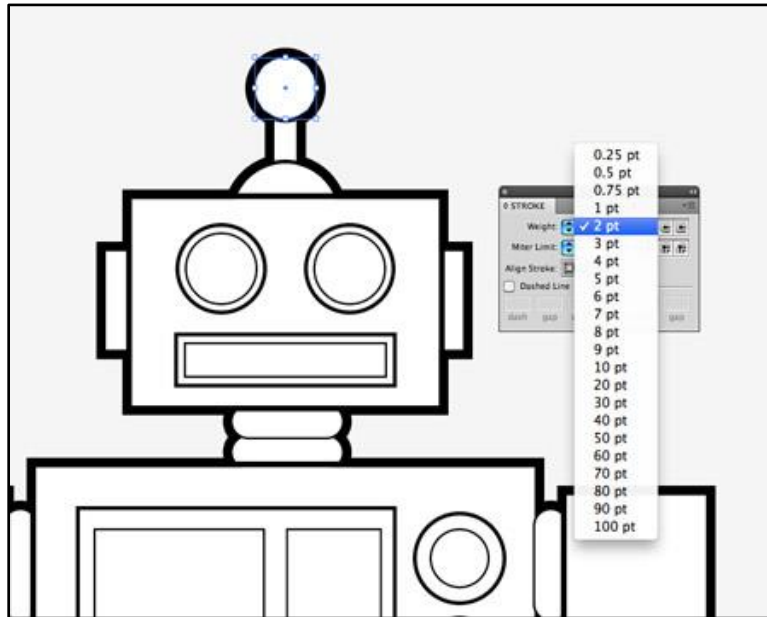 0.25 pt
0.5 pt
0.75 pt
STROKE
1 pt
Weight: ✓ 2 pt
3 pt
Miter Limit:
4 pt
Align Stroke:
5 pt
Dashed Line
6 pt
7 pt
dash gap gap
8 pt
9 pt
10 pt
20 pt
30 pt
40 pt
50 pt
60 pt
70 pt
80 pt
90 pt
100 pt